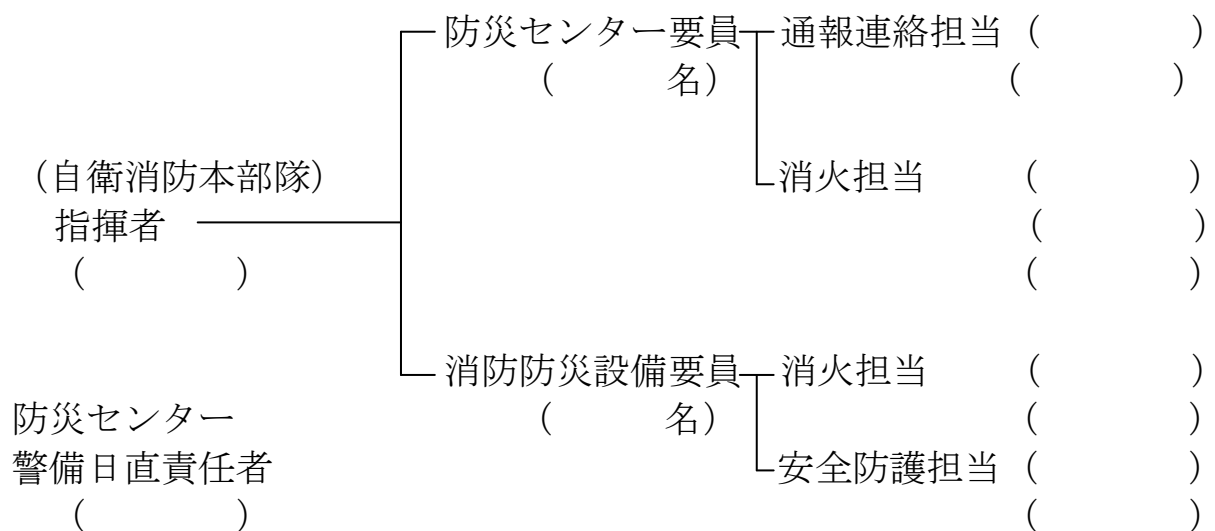 防災センター要員 通報連絡担当 (　　　　)
(　　　名) (　　　　)
(自衛消防本部隊) 消火担当 (　　　　)
指揮者 (　　　　)
(　　　　) (　　　　)
消防防災設備要員 消火担当 (　　　　)
防災センター (　　　名) (　　　　)
警備日直責任者 安全防護担当 (　　　　)
(　　　　) (　　　　)